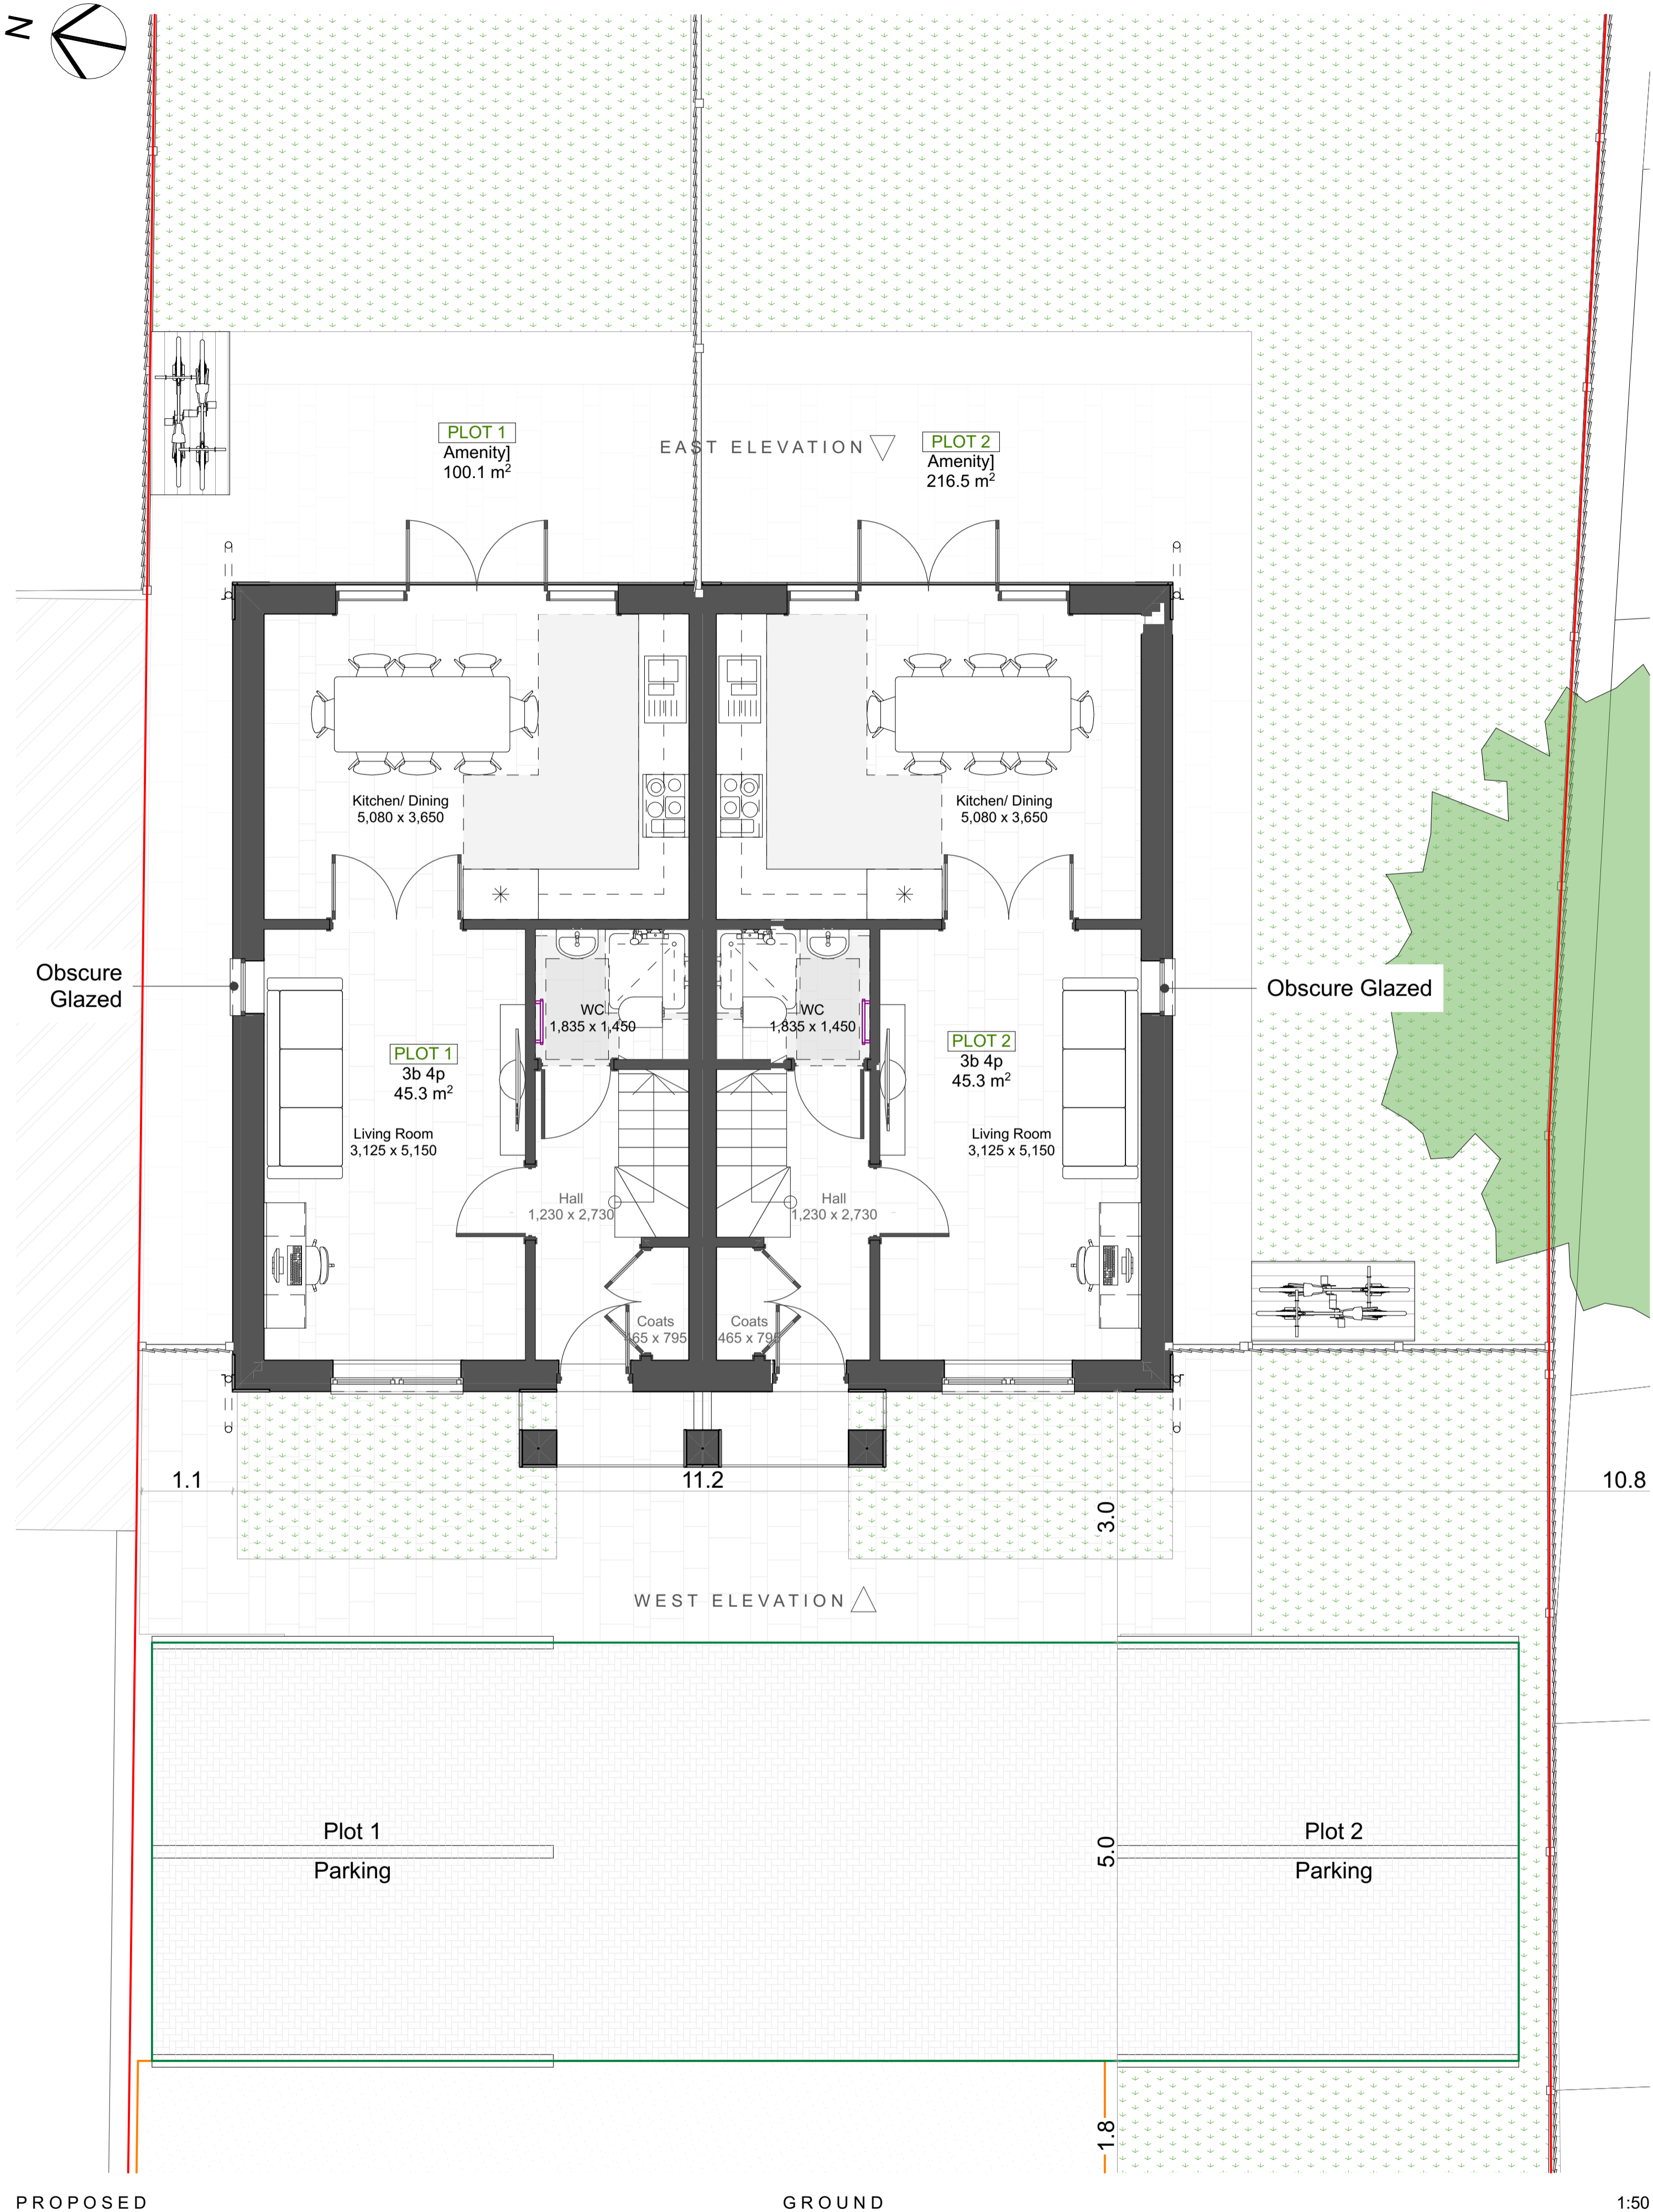 N
PLOT 1
Amenity]
100.1 m²
EAST ELEVATION
PLOT 2
Amenity]
216.5 m²
Kitchen/ Dining
5,080 x 3,650
Kitchen/ Dining
5,080 x 3,650
Obscure
Glazed
Obscure Glazed
WC
1,835 x 1,450
WC
1,835 x 1,450
PLOT 1
3b 4p
45.3 m²
PLOT 2
3b 4p
45.3 m²
Living Room
3,125 x 5,150
Living Room
3,125 x 5,150
Hall
1,230 x 2,730
Hall
1,230 x 2,730
Coats
465 x 795
Coats
465 x 795
1.1
11.2
10.8
3.0
WEST ELEVATION
Plot 1
Parking
5.0
Plot 2
Parking
1.8
PROPOSED
GROUND
1:50